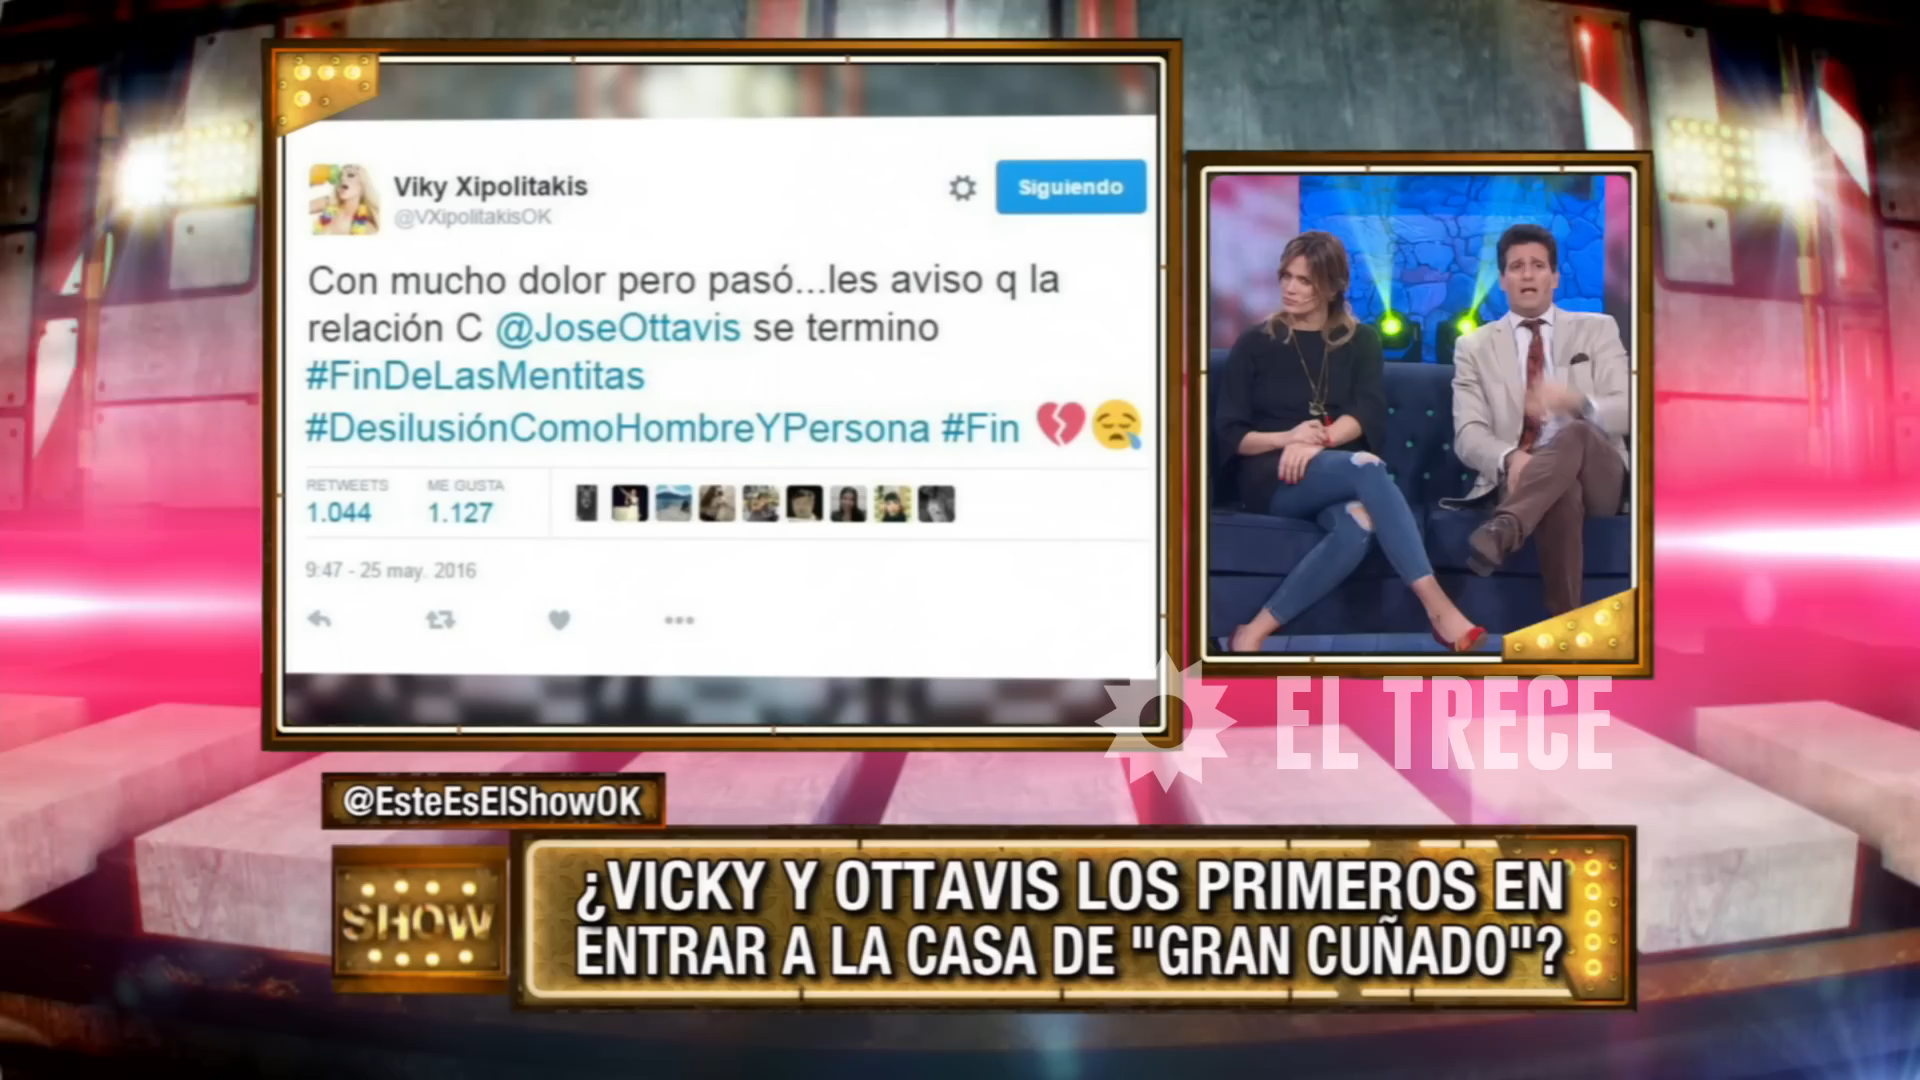 Viky Xipolitakis
@VXipolitakisOK
Siguiendo
Con mucho dolor pero pasó...les aviso q la
relación C @JoseOttavis se termino
#FinDeLasMentitas
#DesilusiónComoHombreYPersona #Fin 💔😪
RETWEETS ME GUSTA
1.044 1.127
9:47 - 25 may. 2016
EL TRECE
@EsteEsElShowOK
SHOW
¿VICKY Y OTTAVIS LOS PRIMEROS EN
ENTRAR A LA CASA DE "GRAN CUÑADO"?